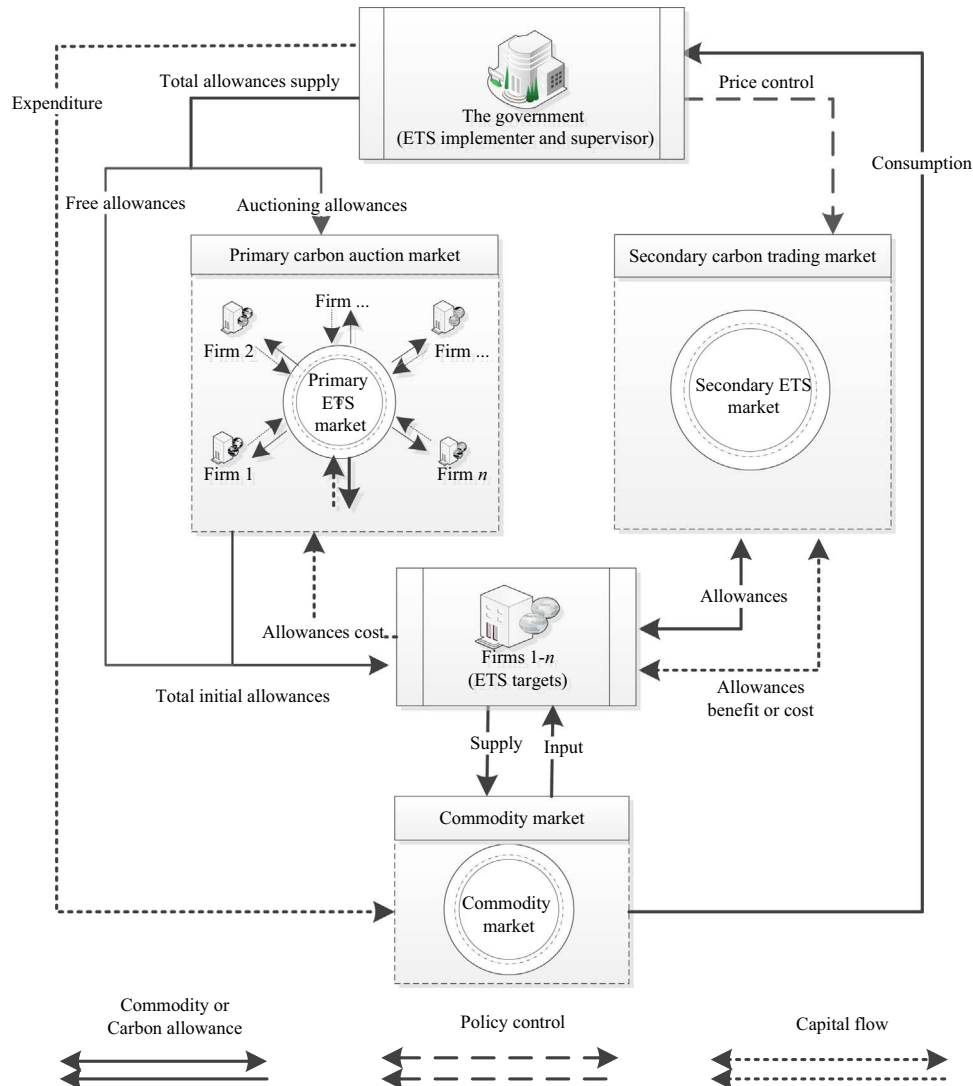 Total allowances supply
Expenditure
Price control
The government
(ETS implementer and supervisor)
Consumption
Free allowances
Auctioning allowances
Primary carbon auction market
Secondary carbon trading market
Firm ...
Firm 2
Firm ...
Primary
ETS
market
Secondary ETS
market
Firm 1
Firm n
Allowances
Allowances cost
Firms 1-n
(ETS targets)
Total initial allowances
Allowances
benefit or cost
Supply
Input
Commodity market
Commodity
market
Commodity or
Carbon allowance
Policy control
Capital flow